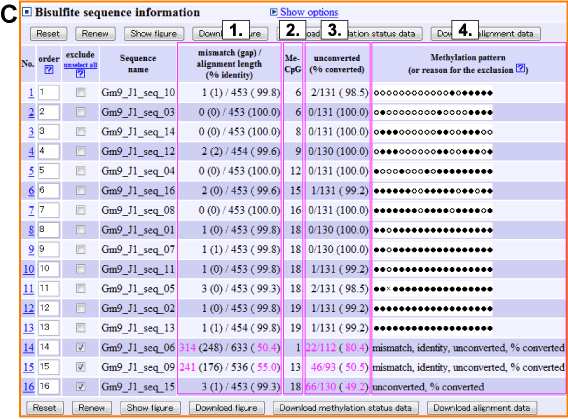 C
Bisulfite sequence information Show options
Reset Renew Show figure Download figure Download methylation status data Download alignment data
1. 2. 3. 4.
No. order ? exclude unselect all ? Sequence name mismatch (gap) / alignment length (% identity) Me-CpG unconverted (% converted) Methylation pattern (or reason for the exclusion ?)
1 1 Gm9_J1_seq_10 1 (1) / 453 ( 99.8) 6 2/131 ( 98.5)
2 2 Gm9_J1_seq_03 0 (0) / 453 (100.0) 6 0/131 (100.0)
3 3 Gm9_J1_seq_14 0 (0) / 453 (100.0) 8 0/131 (100.0)
4 4 Gm9_J1_seq_12 2 (2) / 454 ( 99.6) 9 0/130 (100.0)
5 5 Gm9_J1_seq_04 0 (0) / 453 (100.0) 12 0/131 (100.0)
6 6 Gm9_J1_seq_16 2 (0) / 453 ( 99.6) 15 1/131 ( 99.2)
7 7 Gm9_J1_seq_08 0 (0) / 453 (100.0) 16 0/131 (100.0)
8 8 Gm9_J1_seq_01 1 (0) / 453 ( 99.8) 18 0/130 (100.0)
9 9 Gm9_J1_seq_07 1 (1) / 453 ( 99.8) 18 0/130 (100.0)
10 10 Gm9_J1_seq_11 1 (0) / 453 ( 99.8) 18 1/131 ( 99.2)
11 11 Gm9_J1_seq_05 3 (0) / 453 ( 99.3) 18 2/131 ( 98.5)
12 12 Gm9_J1_seq_02 1 (0) / 453 ( 99.8) 19 1/131 ( 99.2)
13 13 Gm9_J1_seq_13 1 (1) / 454 ( 99.8) 19 1/131 ( 99.2)
14 14 Gm9_J1_seq_06 314 (248) / 633 ( 50.4) 1 22/112 ( 80.4) mismatch, identity, unconverted, % converted
15 15 Gm9_J1_seq_09 241 (176) / 536 ( 55.0) 13 46/93 ( 50.5) mismatch, identity, unconverted, % converted
16 16 Gm9_J1_seq_15 3 (1) / 453 ( 99.3) 18 66/130 ( 49.2) unconverted, % converted
Reset Renew Show figure Download figure Download methylation status data Download alignment data